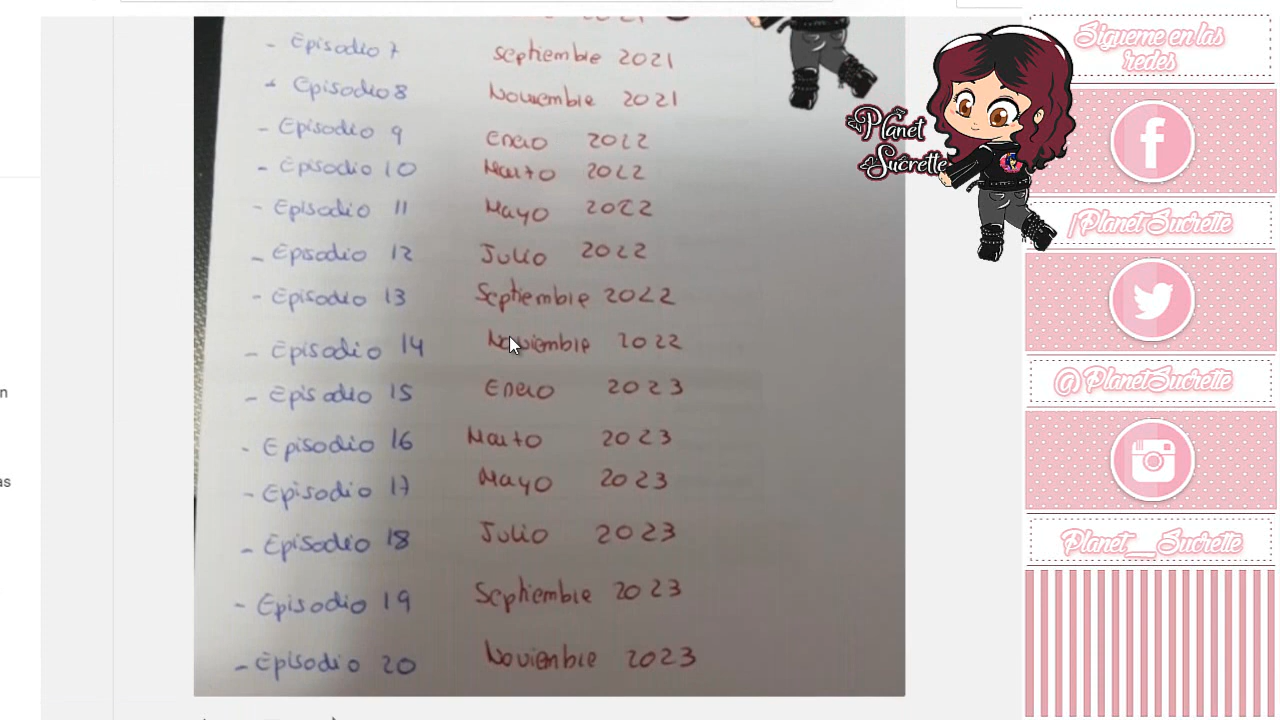 - Episodio 7 septiembre 2021
- Episodio 8 Noviembre 2021
- Episodio 9 Enero 2022
- Episodio 10 Marzo 2022
- Episodio 11 Mayo 2022
- Episodio 12 Julio 2022
- Episodio 13 Septiembre 2022
- Episodio 14 Noviembre 2022
- Episodio 15 Enero 2023
- Episodio 16 Marzo 2023
- Episodio 17 Mayo 2023
- Episodio 18 Julio 2023
- Episodio 19 Septiembre 2023
- Episodio 20 Noviembre 2023
Planet
Sucrette
Sigueme en las
redes
/PlanetSucrette
@PlanetSucrette
Planet__Sucrette